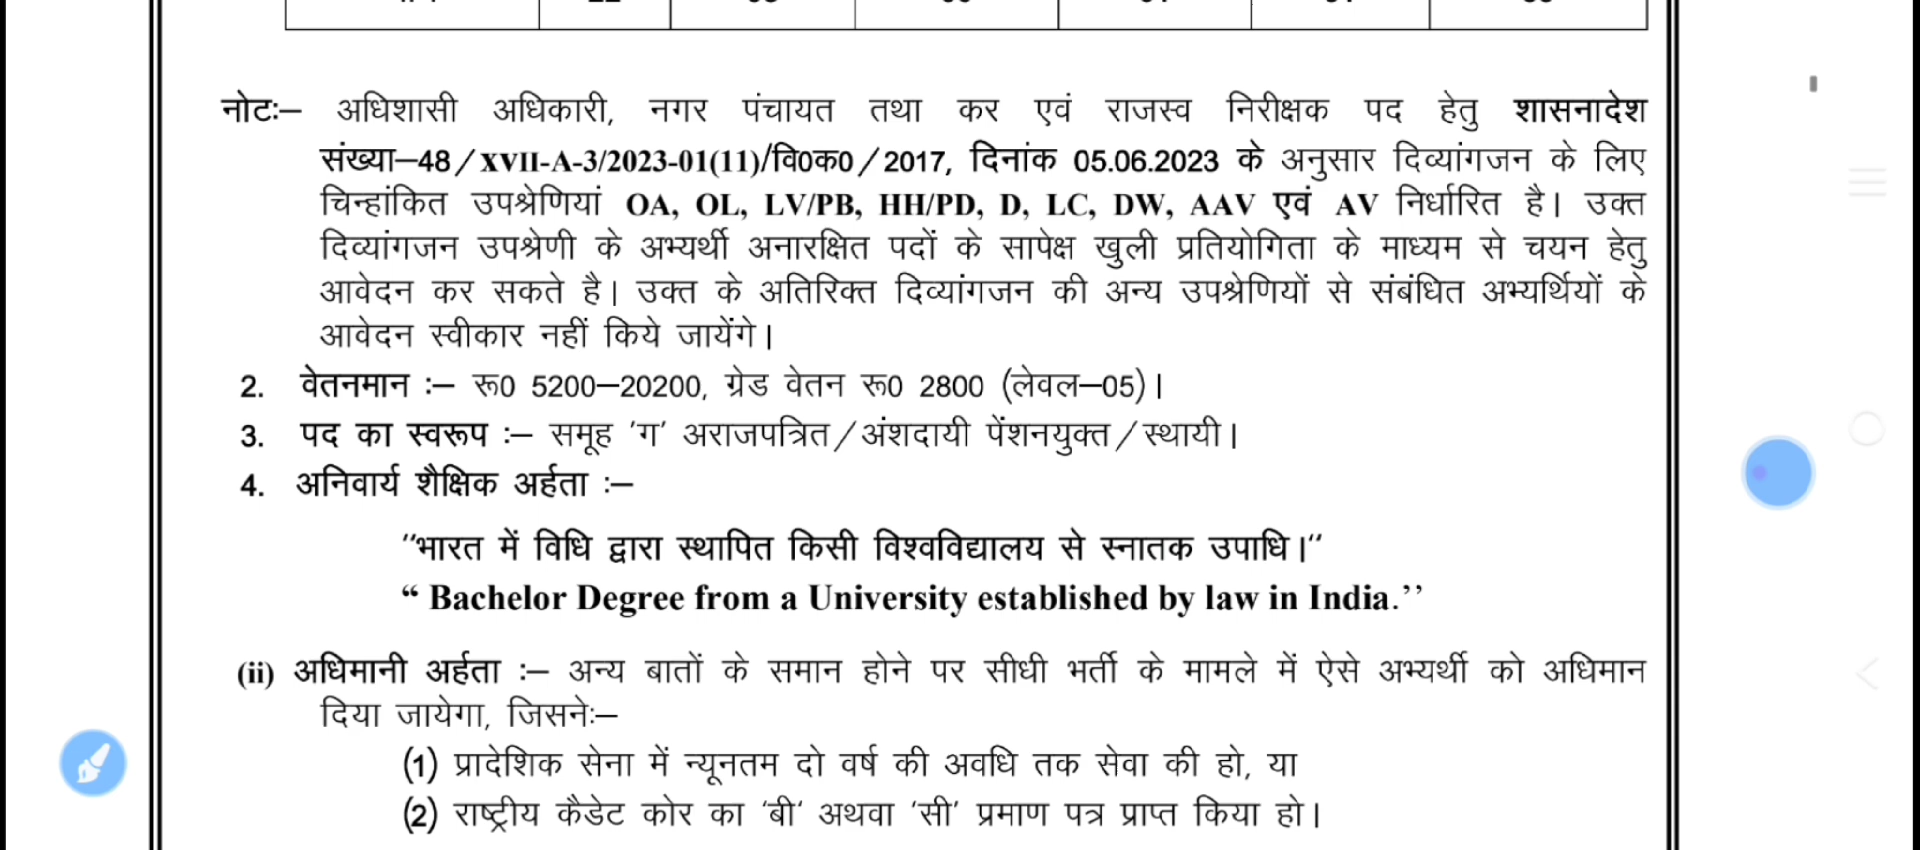 नोटः– अधिशासी अधिकारी, नगर पंचायत तथा कर एवं राजस्व निरीक्षक पद हेतु शासनादेश
संख्या–48/XVII-A-3/2023-01(11)/वि0क0/2017, दिनांक 05.06.2023 के अनुसार दिव्यांगजन के लिए
चिन्हांकित उपश्रेणियां OA, OL, LV/PB, HH/PD, D, LC, DW, AAV एवं AV निर्धारित है। उक्त
दिव्यांगजन उपश्रेणी के अभ्यर्थी अनारक्षित पदों के सापेक्ष खुली प्रतियोगिता के माध्यम से चयन हेतु
आवेदन कर सकते है। उक्त के अतिरिक्त दिव्यांगजन की अन्य उपश्रेणियों से संबंधित अभ्यर्थियों के
आवेदन स्वीकार नहीं किये जायेंगे।
2. वेतनमान :– रू0 5200–20200, ग्रेड वेतन रू0 2800 (लेवल–05)।
3. पद का स्वरूप :– समूह ‘ग’ अराजपत्रित/अंशदायी पेंशनयुक्त/स्थायी।
4. अनिवार्य शैक्षिक अर्हता :–
“भारत में विधि द्वारा स्थापित किसी विश्वविद्यालय से स्नातक उपाधि।“
“ Bachelor Degree from a University established by law in India.’’
(ii) अधिमानी अर्हता :– अन्य बातों के समान होने पर सीधी भर्ती के मामले में ऐसे अभ्यर्थी को अधिमान
दिया जायेगा, जिसने:–
(1) प्रादेशिक सेना में न्यूनतम दो वर्ष की अवधि तक सेवा की हो, या
(2) राष्ट्रीय कैडेट कोर का ‘बी‘ अथवा ‘सी’ प्रमाण पत्र प्राप्त किया हो।